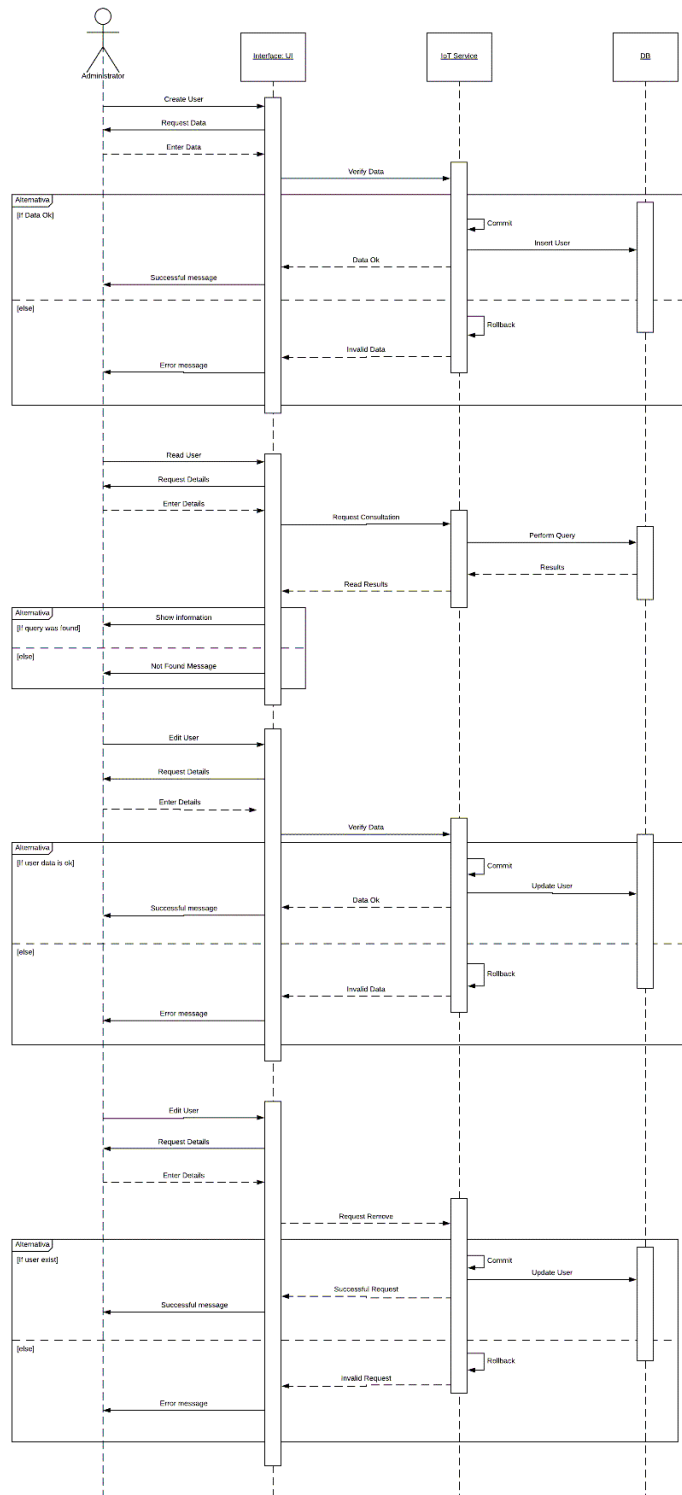 Administrator
Interface: UI
IoT Service
DB
Create User
Request Data
Enter Data
Verify Data
Alternativa
[If Data Ok]
Commit
Insert User
Data Ok
Successful message
[else]
Rollback
Invalid Data
Error message
Read User
Request Details
Enter Details
Request Consultation
Perform Query
Results
Read Results
Alternativa
Show Information
[If query was found]
[else]
Not Found Message
Edit User
Request Details
Enter Details
Verify Data
Alternativa
[If user data is ok]
Commit
Update User
Data Ok
Successful message
[else]
Rollback
Invalid Data
Error message
Edit User
Request Details
Enter Details
Request Remove
Alternativa
[If user exist]
Commit
Update User
Successful Request
Successful message
[else]
Rollback
Invalid Request
Error message